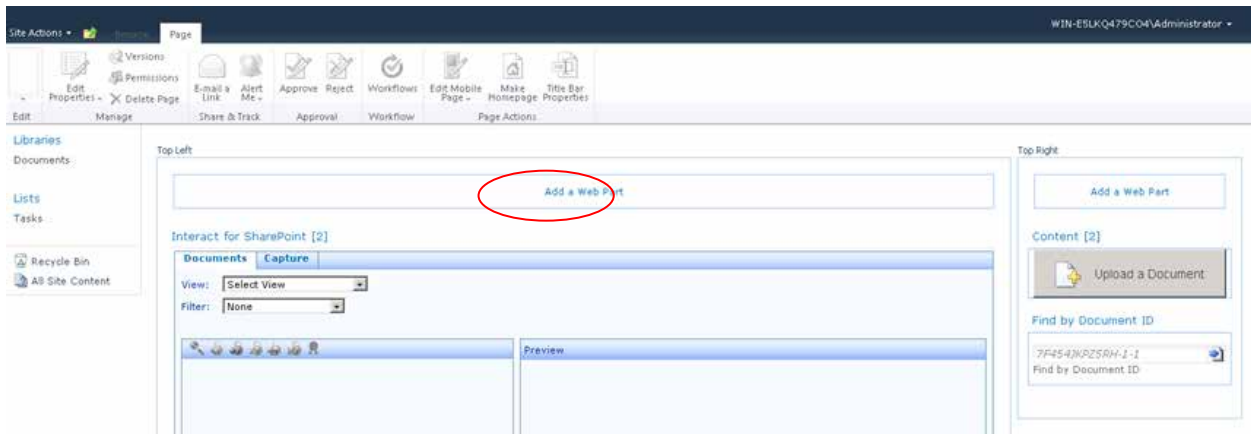 WIN-E5LKQ479CO4\Administrator
Site Actions
Browse
Page
Versions
Permissions
Delete Page
Edit Properties
E-mail a Link
Alert Me
Approve
Reject
Workflows
Edit Mobile Page
Make Homepage
Title Bar Properties
Edit
Manage
Share & Track
Approval
Workflow
Page Actions
Libraries
Documents
Lists
Tasks
Recycle Bin
All Site Content
Top Left
Add a Web Part
Interact for SharePoint [2]
Documents
Capture
View: Select View
Filter: None
Preview
Top Right
Add a Web Part
Content [2]
Upload a Document
Find by Document ID
Find by Document ID